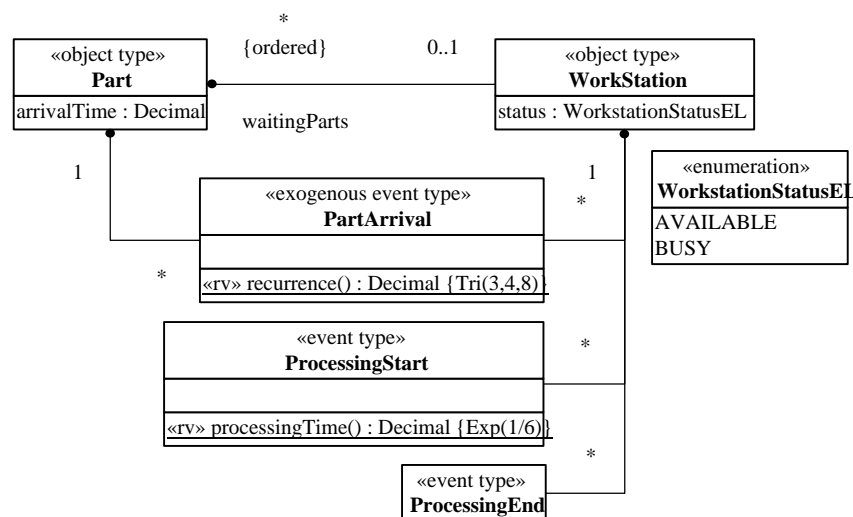 *
{ordered}
0..1
«object type»
Part
arrivalTime : Decimal
waitingParts
«object type»
WorkStation
status : WorkstationStatusEL
1
1
«enumeration»
WorkstationStatusEL
AVAILABLE
BUSY
«exogenous event type»
PartArrival
«rv» recurrence() : Decimal {Tri(3,4,8)}
*
*
«event type»
ProcessingStart
«rv» processingTime() : Decimal {Exp(1/6)}
*
«event type»
ProcessingEnd
*